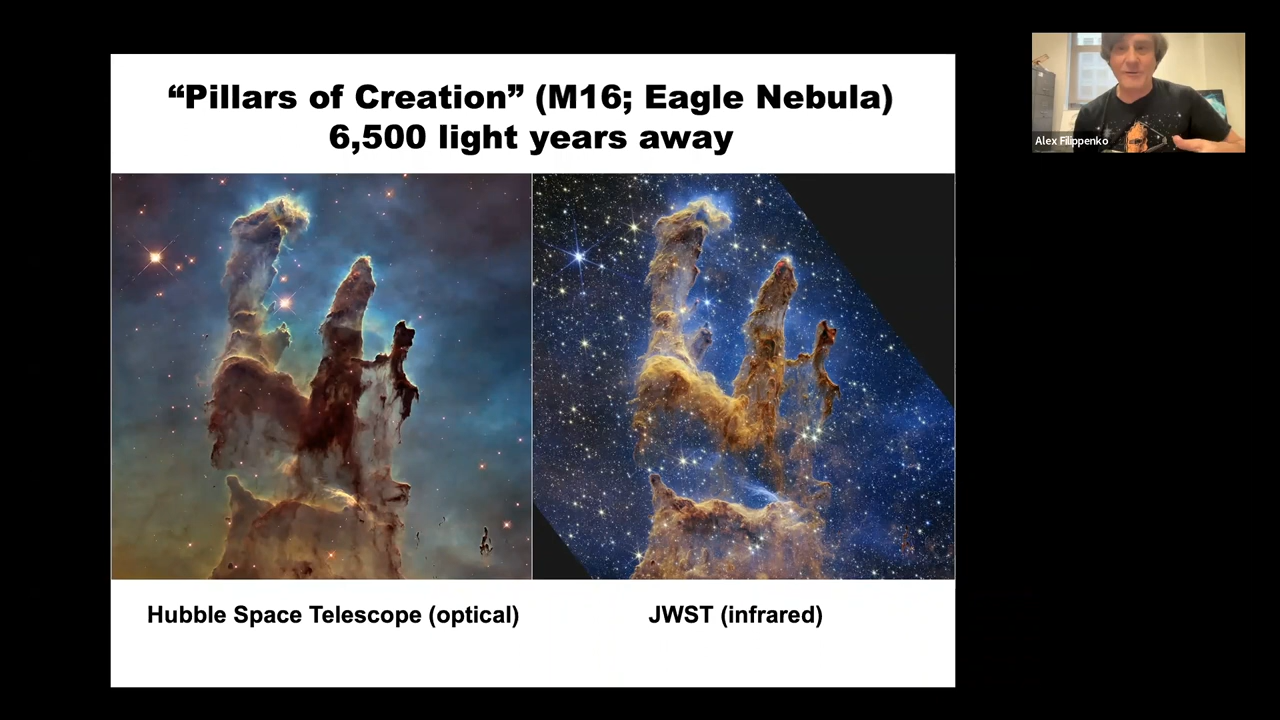 “Pillars of Creation” (M16; Eagle Nebula)
6,500 light years away
Alex Filippenko
Hubble Space Telescope (optical)
JWST (infrared)